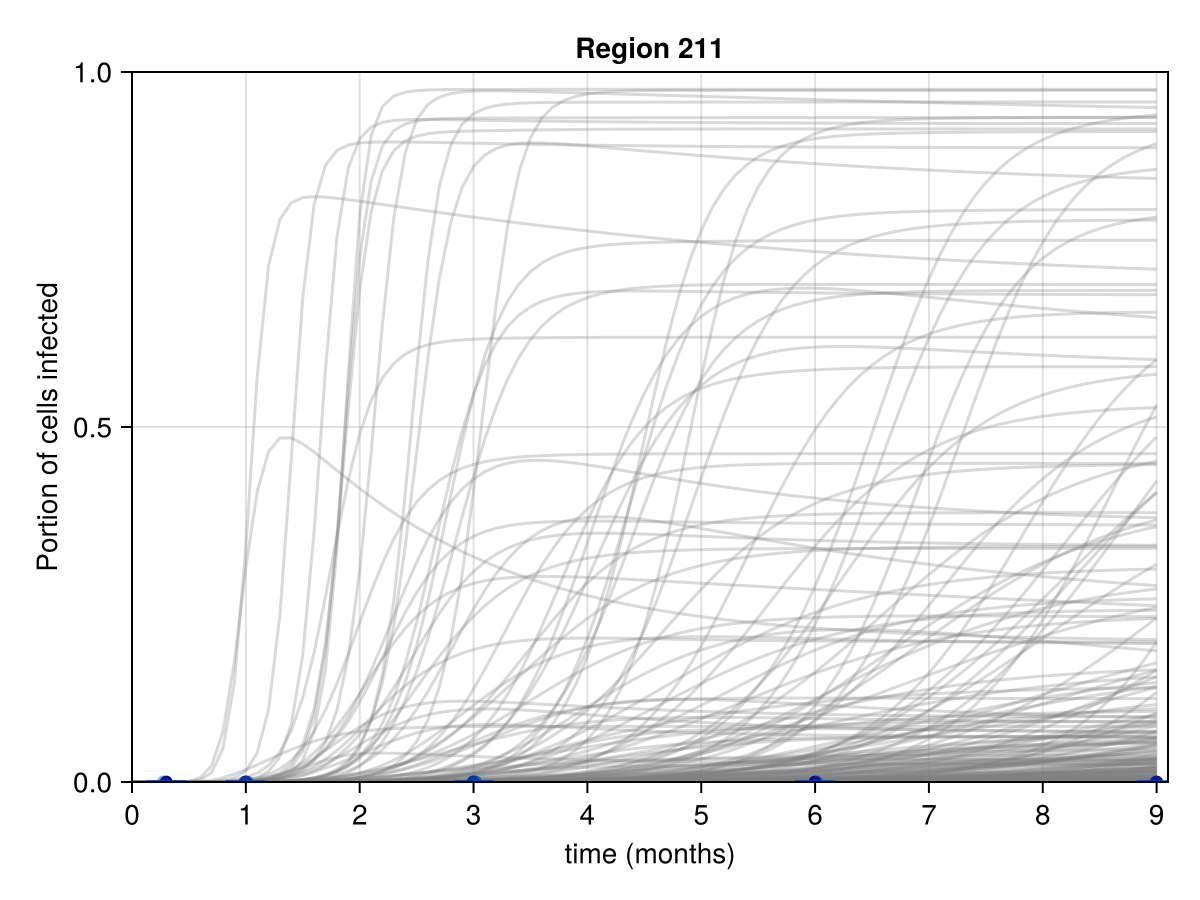 Region 211
1.0
0.5
0.0
Portion of cells infected
0 1 2 3 4 5 6 7 8 9
time (months)